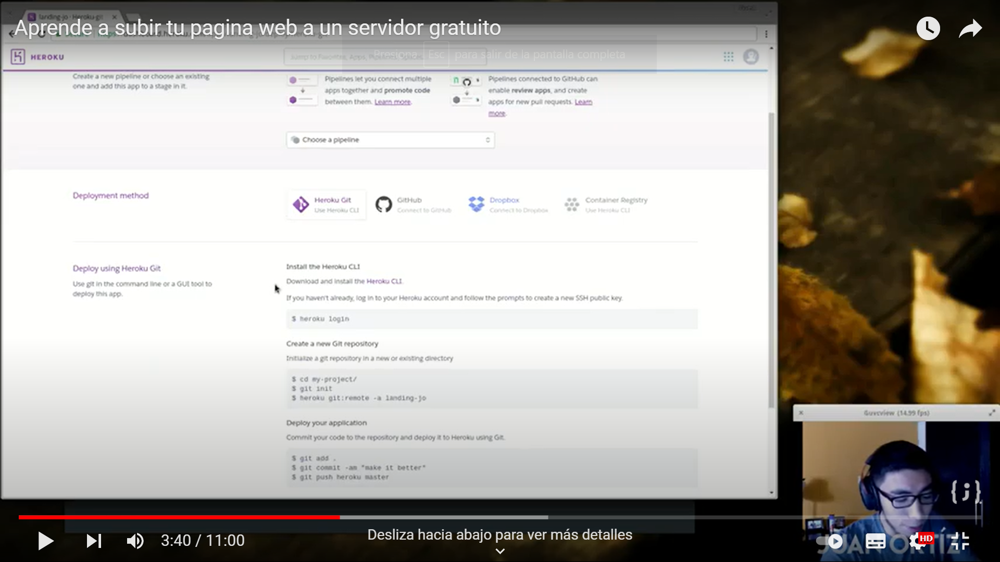 landing-jo · Heroku-git
Aprende a subir tu pagina web a un servidor gratuito
HEROKU
Jump to Favorites, Apps, Pipelines, Spaces...
Presiona Esc para salir de la pantalla completa
Create a new pipeline or choose an existing
one and add this app to a stage in it.
Pipelines let you connect multiple
apps together and promote code
between them. Learn more.
Pipelines connected to GitHub can
enable review apps, and create
apps for new pull requests. Learn
more.
Choose a pipeline
Deployment method
Heroku Git
Use Heroku CLI
GitHub
Connect to GitHub
Dropbox
Connect to Dropbox
Container Registry
Use Heroku CLI
Deploy using Heroku Git
Use git in the command line or a GUI tool to
deploy this app.
Install the Heroku CLI
Download and install the Heroku CLI.
If you haven't already, log in to your Heroku account and follow the prompts to create a new SSH public key.
$ heroku login
Create a new Git repository
Initialize a git repository in a new or existing directory
$ cd my-project/
$ git init
$ heroku git:remote -a landing-jo
Deploy your application
Commit your code to the repository and deploy it to Heroku using Git.
$ git add .
$ git commit -am "make it better"
$ git push heroku master
Guvcview (14.99 fps)
{j}
JUAN ORTÍZ
3:40 / 11:00
Desliza hacia abajo para ver más detalles
HD